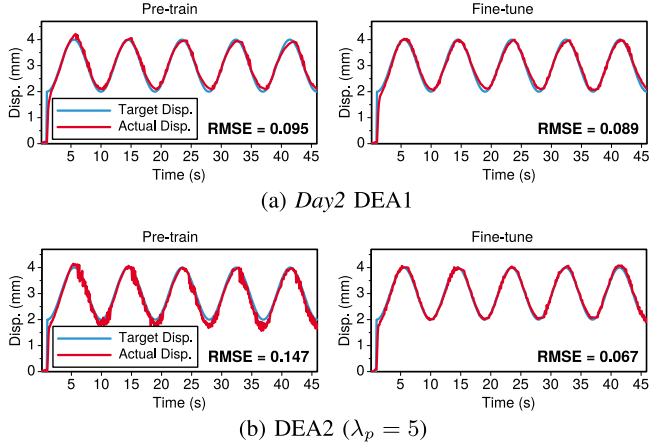 Pre-train
Fine-tune
Disp. (mm)
4
3
2
1
0
Target Disp.
Actual Disp.
RMSE = 0.095
5 10 15 20 25 30 35 40 45
Time (s)
Disp. (mm)
4
3
2
1
0
RMSE = 0.089
5 10 15 20 25 30 35 40 45
Time (s)
(a) Day2 DEA1
Pre-train
Fine-tune
Disp. (mm)
4
3
2
1
0
Target Disp.
Actual Disp.
RMSE = 0.147
5 10 15 20 25 30 35 40 45
Time (s)
Disp. (mm)
4
3
2
1
0
RMSE = 0.067
5 10 15 20 25 30 35 40 45
Time (s)
(b) DEA2 (λp = 5)